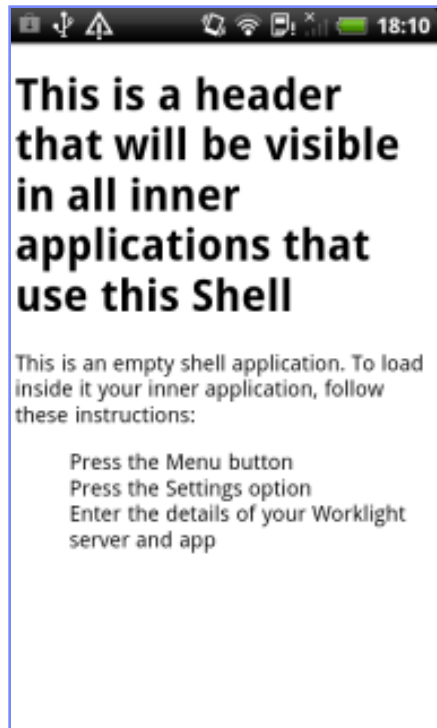 18:10
This is a header
that will be visible
in all inner
applications that
use this Shell
This is an empty shell application. To load
inside it your inner application, follow
these instructions:
Press the Menu button
Press the Settings option
Enter the details of your Worklight
server and app